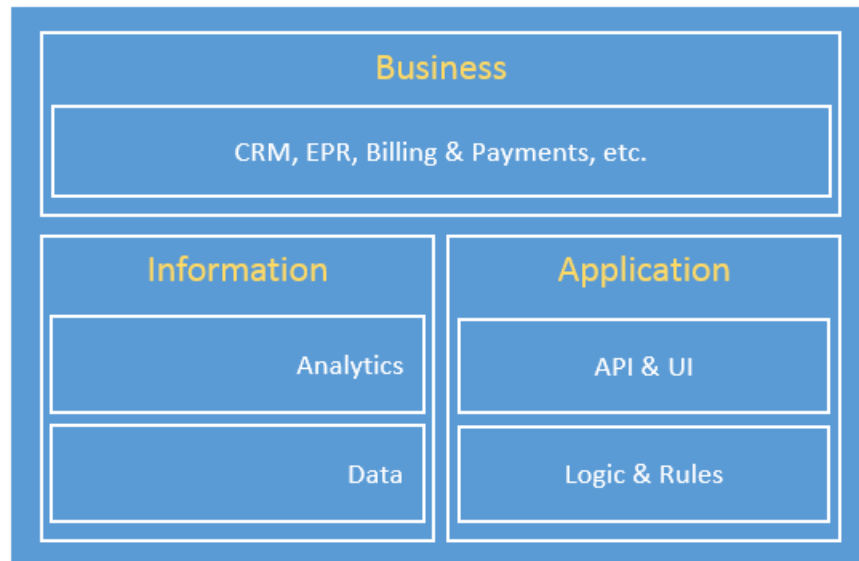 Business
CRM, EPR, Billing & Payments, etc.
Information
Analytics
Data
Application
API & UI
Logic & Rules